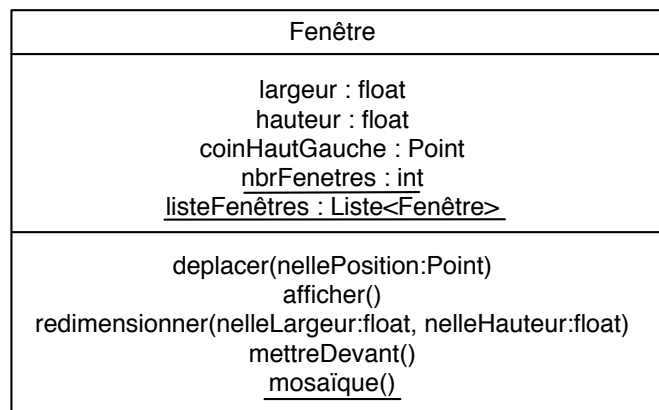 Fenêtre
largeur : float
hauteur : float
coinHautGauche : Point
nbrFenetres : int
listeFenêtres : Liste<Fenêtre>
deplacer(nellePosition:Point)
afficher()
redimensionner(nelleLargeur:float, nelleHauteur:float)
mettreDevant()
mosaïque()